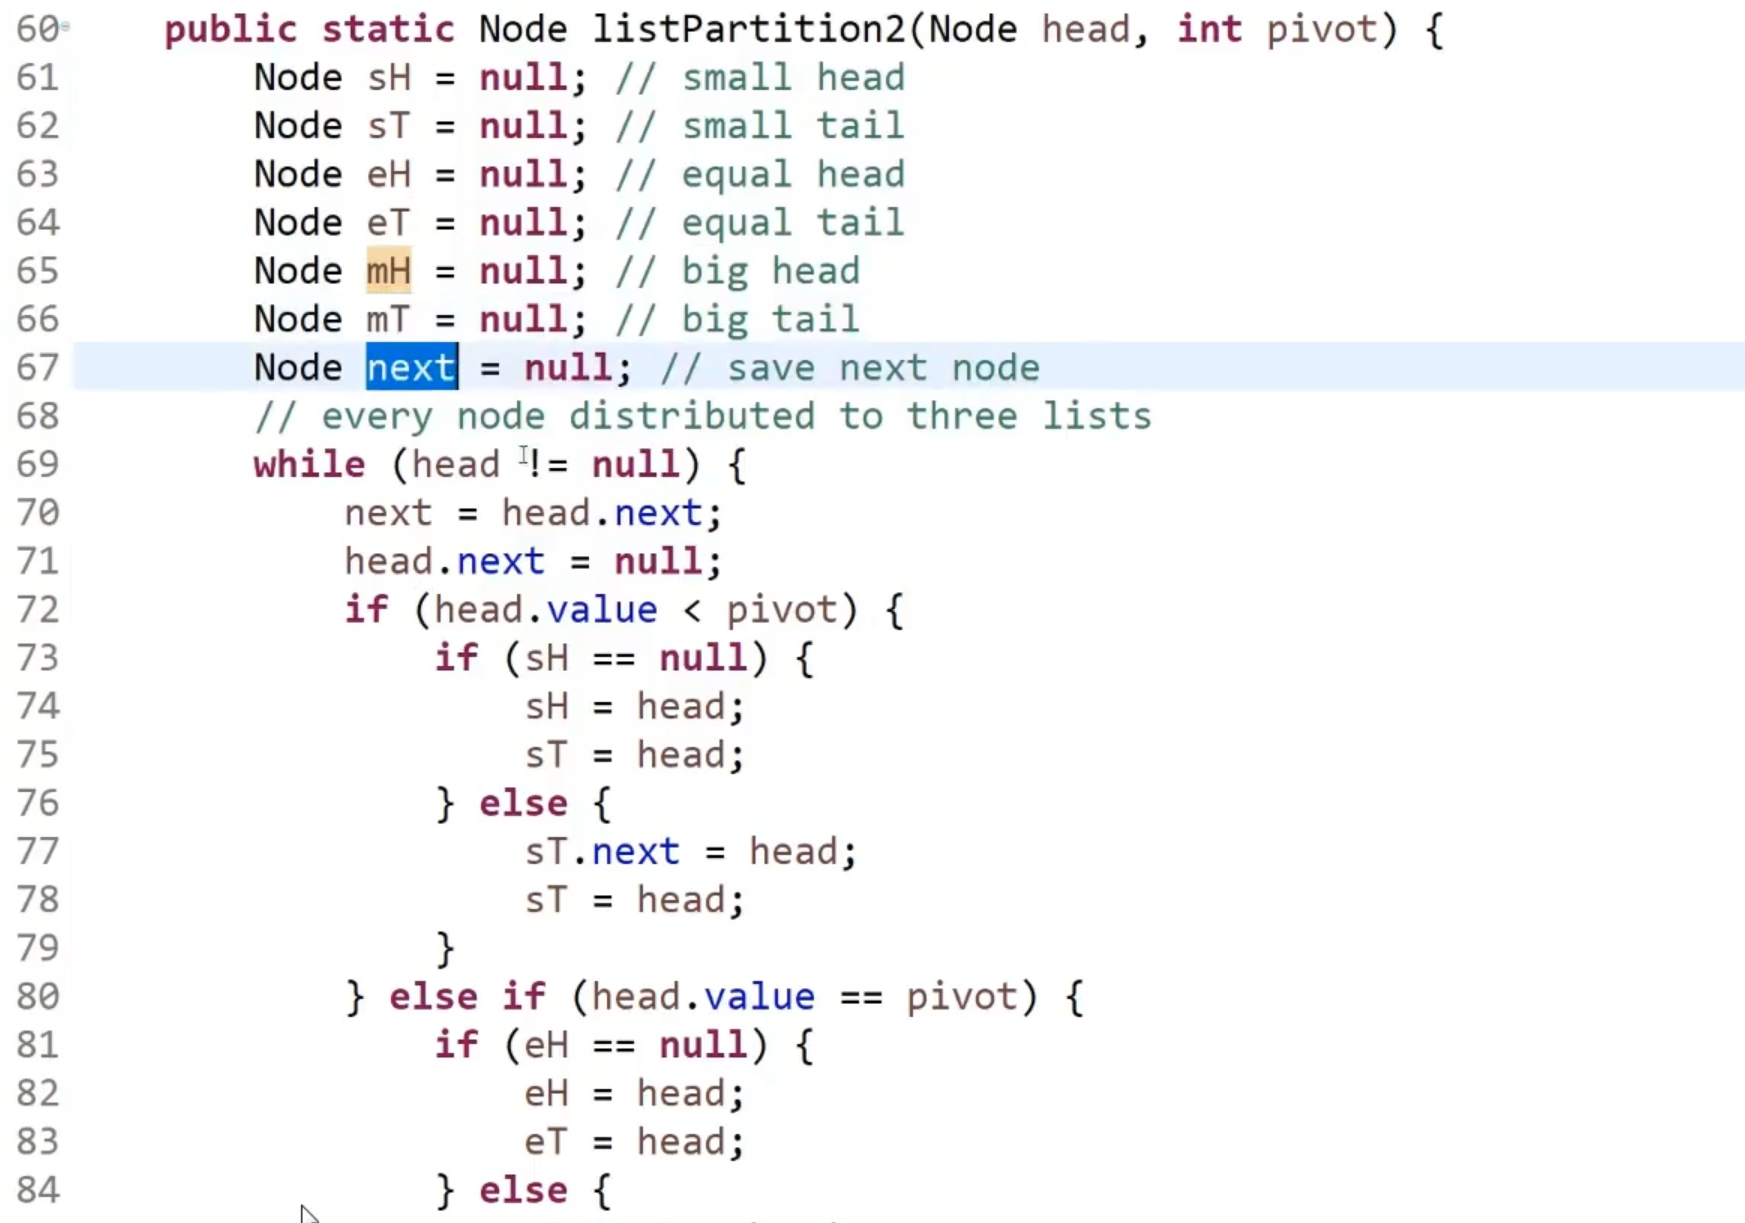 60 public static Node listPartition2(Node head, int pivot) {
61 Node sH = null; // small head
62 Node sT = null; // small tail
63 Node eH = null; // equal head
64 Node eT = null; // equal tail
65 Node mH = null; // big head
66 Node mT = null; // big tail
67 Node next = null; // save next node
68 // every node distributed to three lists
69 while (head != null) {
70 next = head.next;
71 head.next = null;
72 if (head.value < pivot) {
73 if (sH == null) {
74 sH = head;
75 sT = head;
76 } else {
77 sT.next = head;
78 sT = head;
79 }
80 } else if (head.value == pivot) {
81 if (eH == null) {
82 eH = head;
83 eT = head;
84 } else {